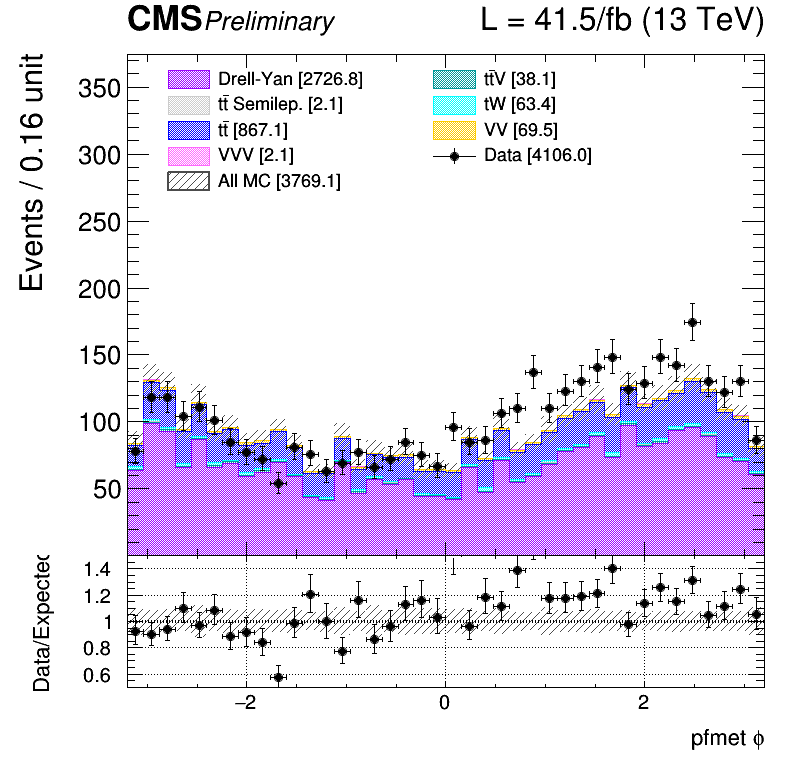 CMS Preliminary L = 41.5/fb (13 TeV)
Events / 0.16 unit
350
300
250
200
150
100
50
Drell-Yan [2726.8]
tt̄ Semilep. [2.1]
tt̄ [867.1]
VVV [2.1]
All MC [3769.1]
tt̄V [38.1]
tW [63.4]
VV [69.5]
Data [4106.0]
Data/Expected
1.4
1.2
1
0.8
0.6
−2 0 2
pfmet ϕ